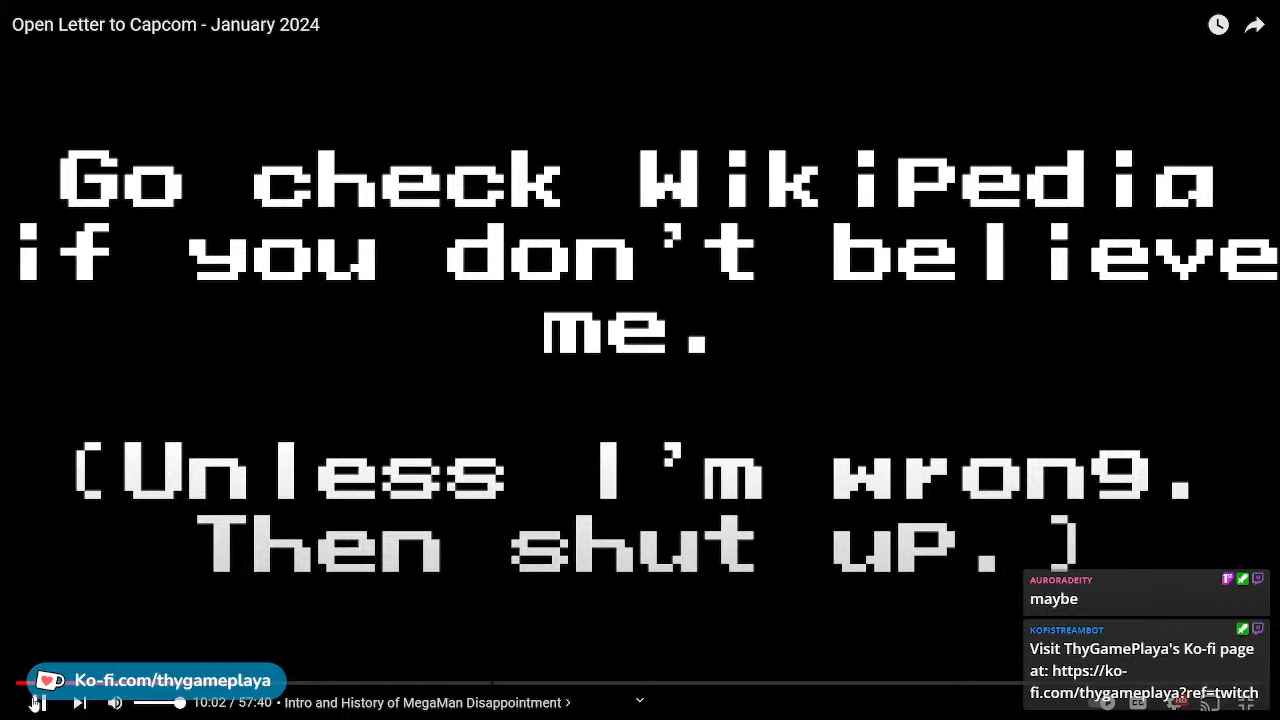 Open Letter to Capcom - January 2024
Go check WikiPedia
if you don't believe
me.
(Unless I'm wrong.
Then shut uP.)
AURORADEITY
maybe
KOFISTREAMBOT
Visit ThyGamePlaya's Ko-fi page
at: https://ko-
fi.com/thygameplaya?ref=twitch
Ko-fi.com/thygameplaya
10:02 / 57:40 • Intro and History of MegaMan Disappointment >